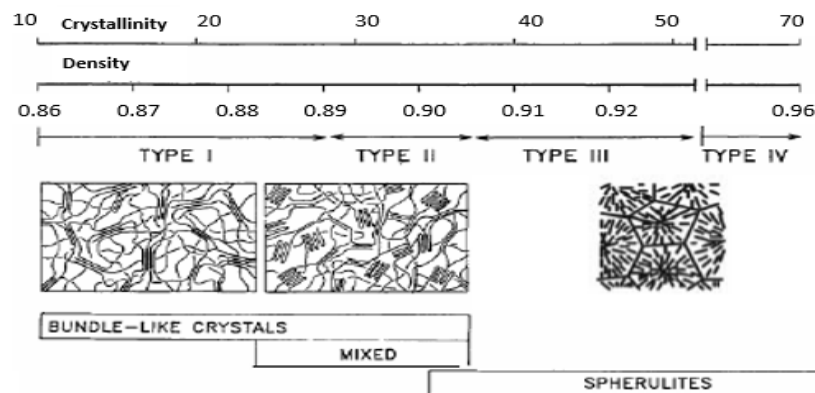 10 Crystallinity 20 30 40 50 70
Density
0.86 0.87 0.88 0.89 0.90 0.91 0.92 0.96
TYPE I TYPE II TYPE III TYPE IV
BUNDLE-LIKE CRYSTALS
MIXED
SPHERULITES